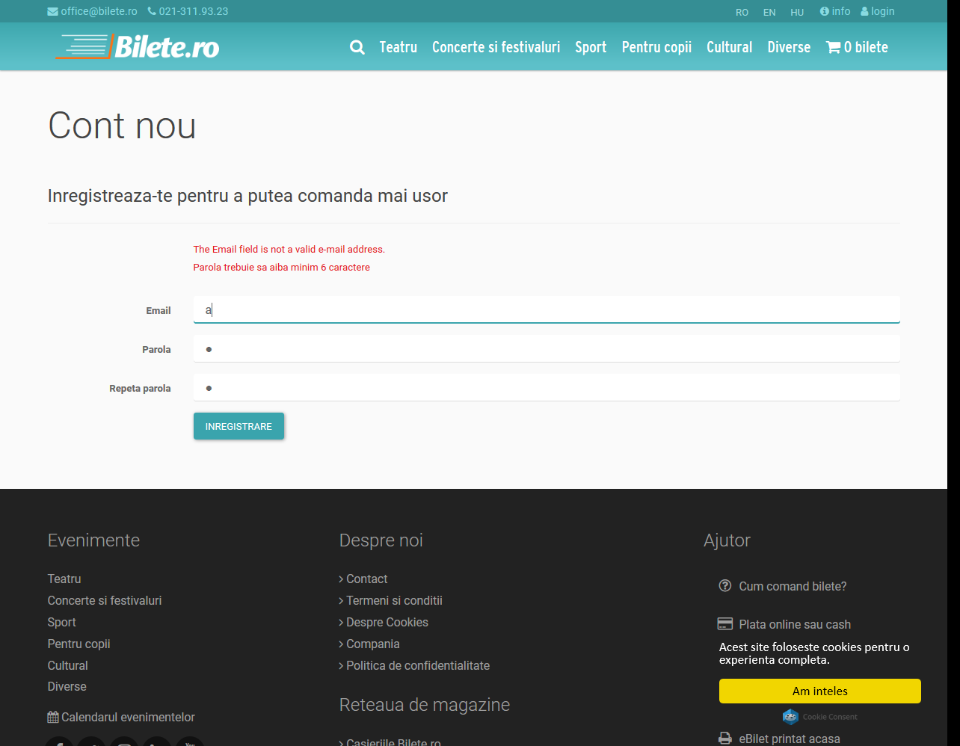 office@bilete.ro 021-311.93.23 RO EN HU info login
Bilete.ro Teatru Concerte si festivaluri Sport Pentru copii Cultural Diverse 0 bilete
Cont nou
Inregistreaza-te pentru a putea comanda mai usor
The Email field is not a valid e-mail address.
Parola trebuie sa aiba minim 6 caractere
Email a
Parola
Repeta parola
INREGISTRARE
Evenimente
Teatru
Concerte si festivaluri
Sport
Pentru copii
Cultural
Diverse
Calendarul evenimentelor
Despre noi
> Contact
> Termeni si conditii
> Despre Cookies
> Compania
> Politica de confidentialitate
Reteaua de magazine
> Casieriile Bilete.ro
Ajutor
Cum comand bilete?
Plata online sau cash
Acest site foloseste cookies pentru o
experienta completa.
Am inteles
Cookie Consent
eBilet printat acasa